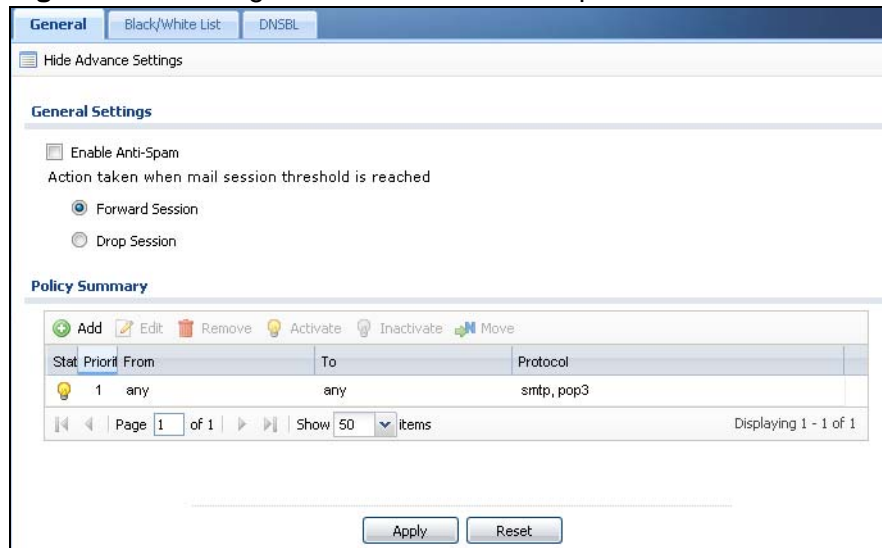 General Black/White List DNSBL
Hide Advance Settings
General Settings
Enable Anti-Spam
Action taken when mail session threshold is reached
Forward Session
Drop Session
Policy Summary
Add Edit Remove Activate Inactivate Move
Stat Priorit From To Protocol
1 any any smtp, pop3
Page 1 of 1 Show 50 items Displaying 1 - 1 of 1
Apply Reset